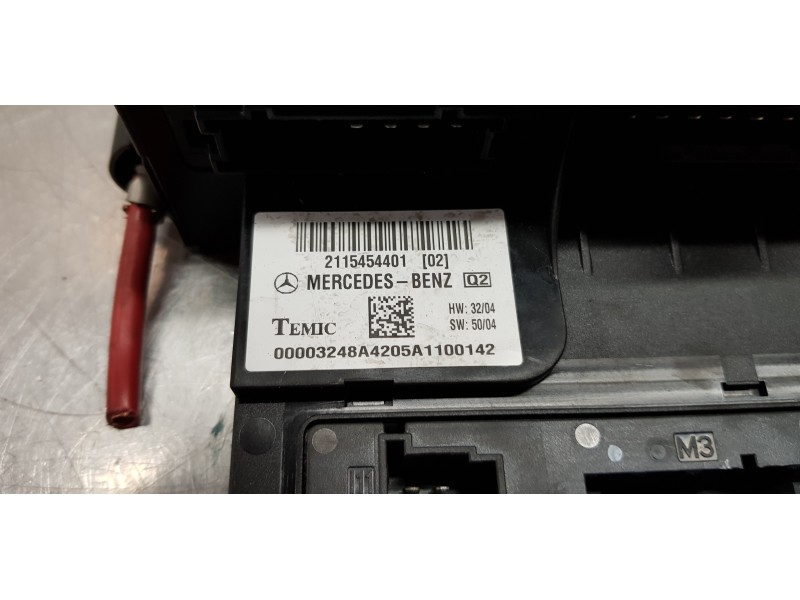 2115454401 [02]
MERCEDES-BENZ Q2
HW: 32/04
TEMIC
SW: 50/04
00003248A4205A1100142
M3